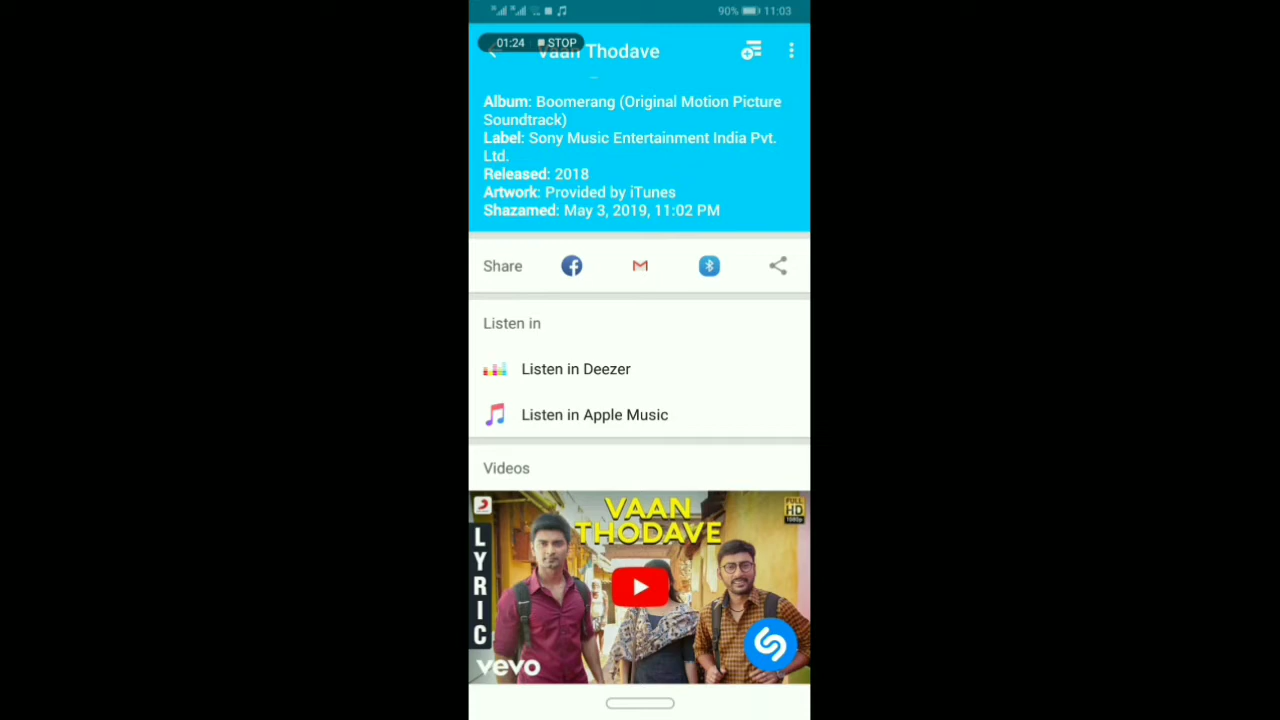 90% 11:03
01:24 STOP
Vaan Thodave
Album: Boomerang (Original Motion Picture
Soundtrack)
Label: Sony Music Entertainment India Pvt.
Ltd.
Released: 2018
Artwork: Provided by iTunes
Shazamed: May 3, 2019, 11:02 PM
Share
Listen in
Listen in Deezer
Listen in Apple Music
Videos
VAAN
THODAVE
FULL
HD
1080p
LYRIC
vevo